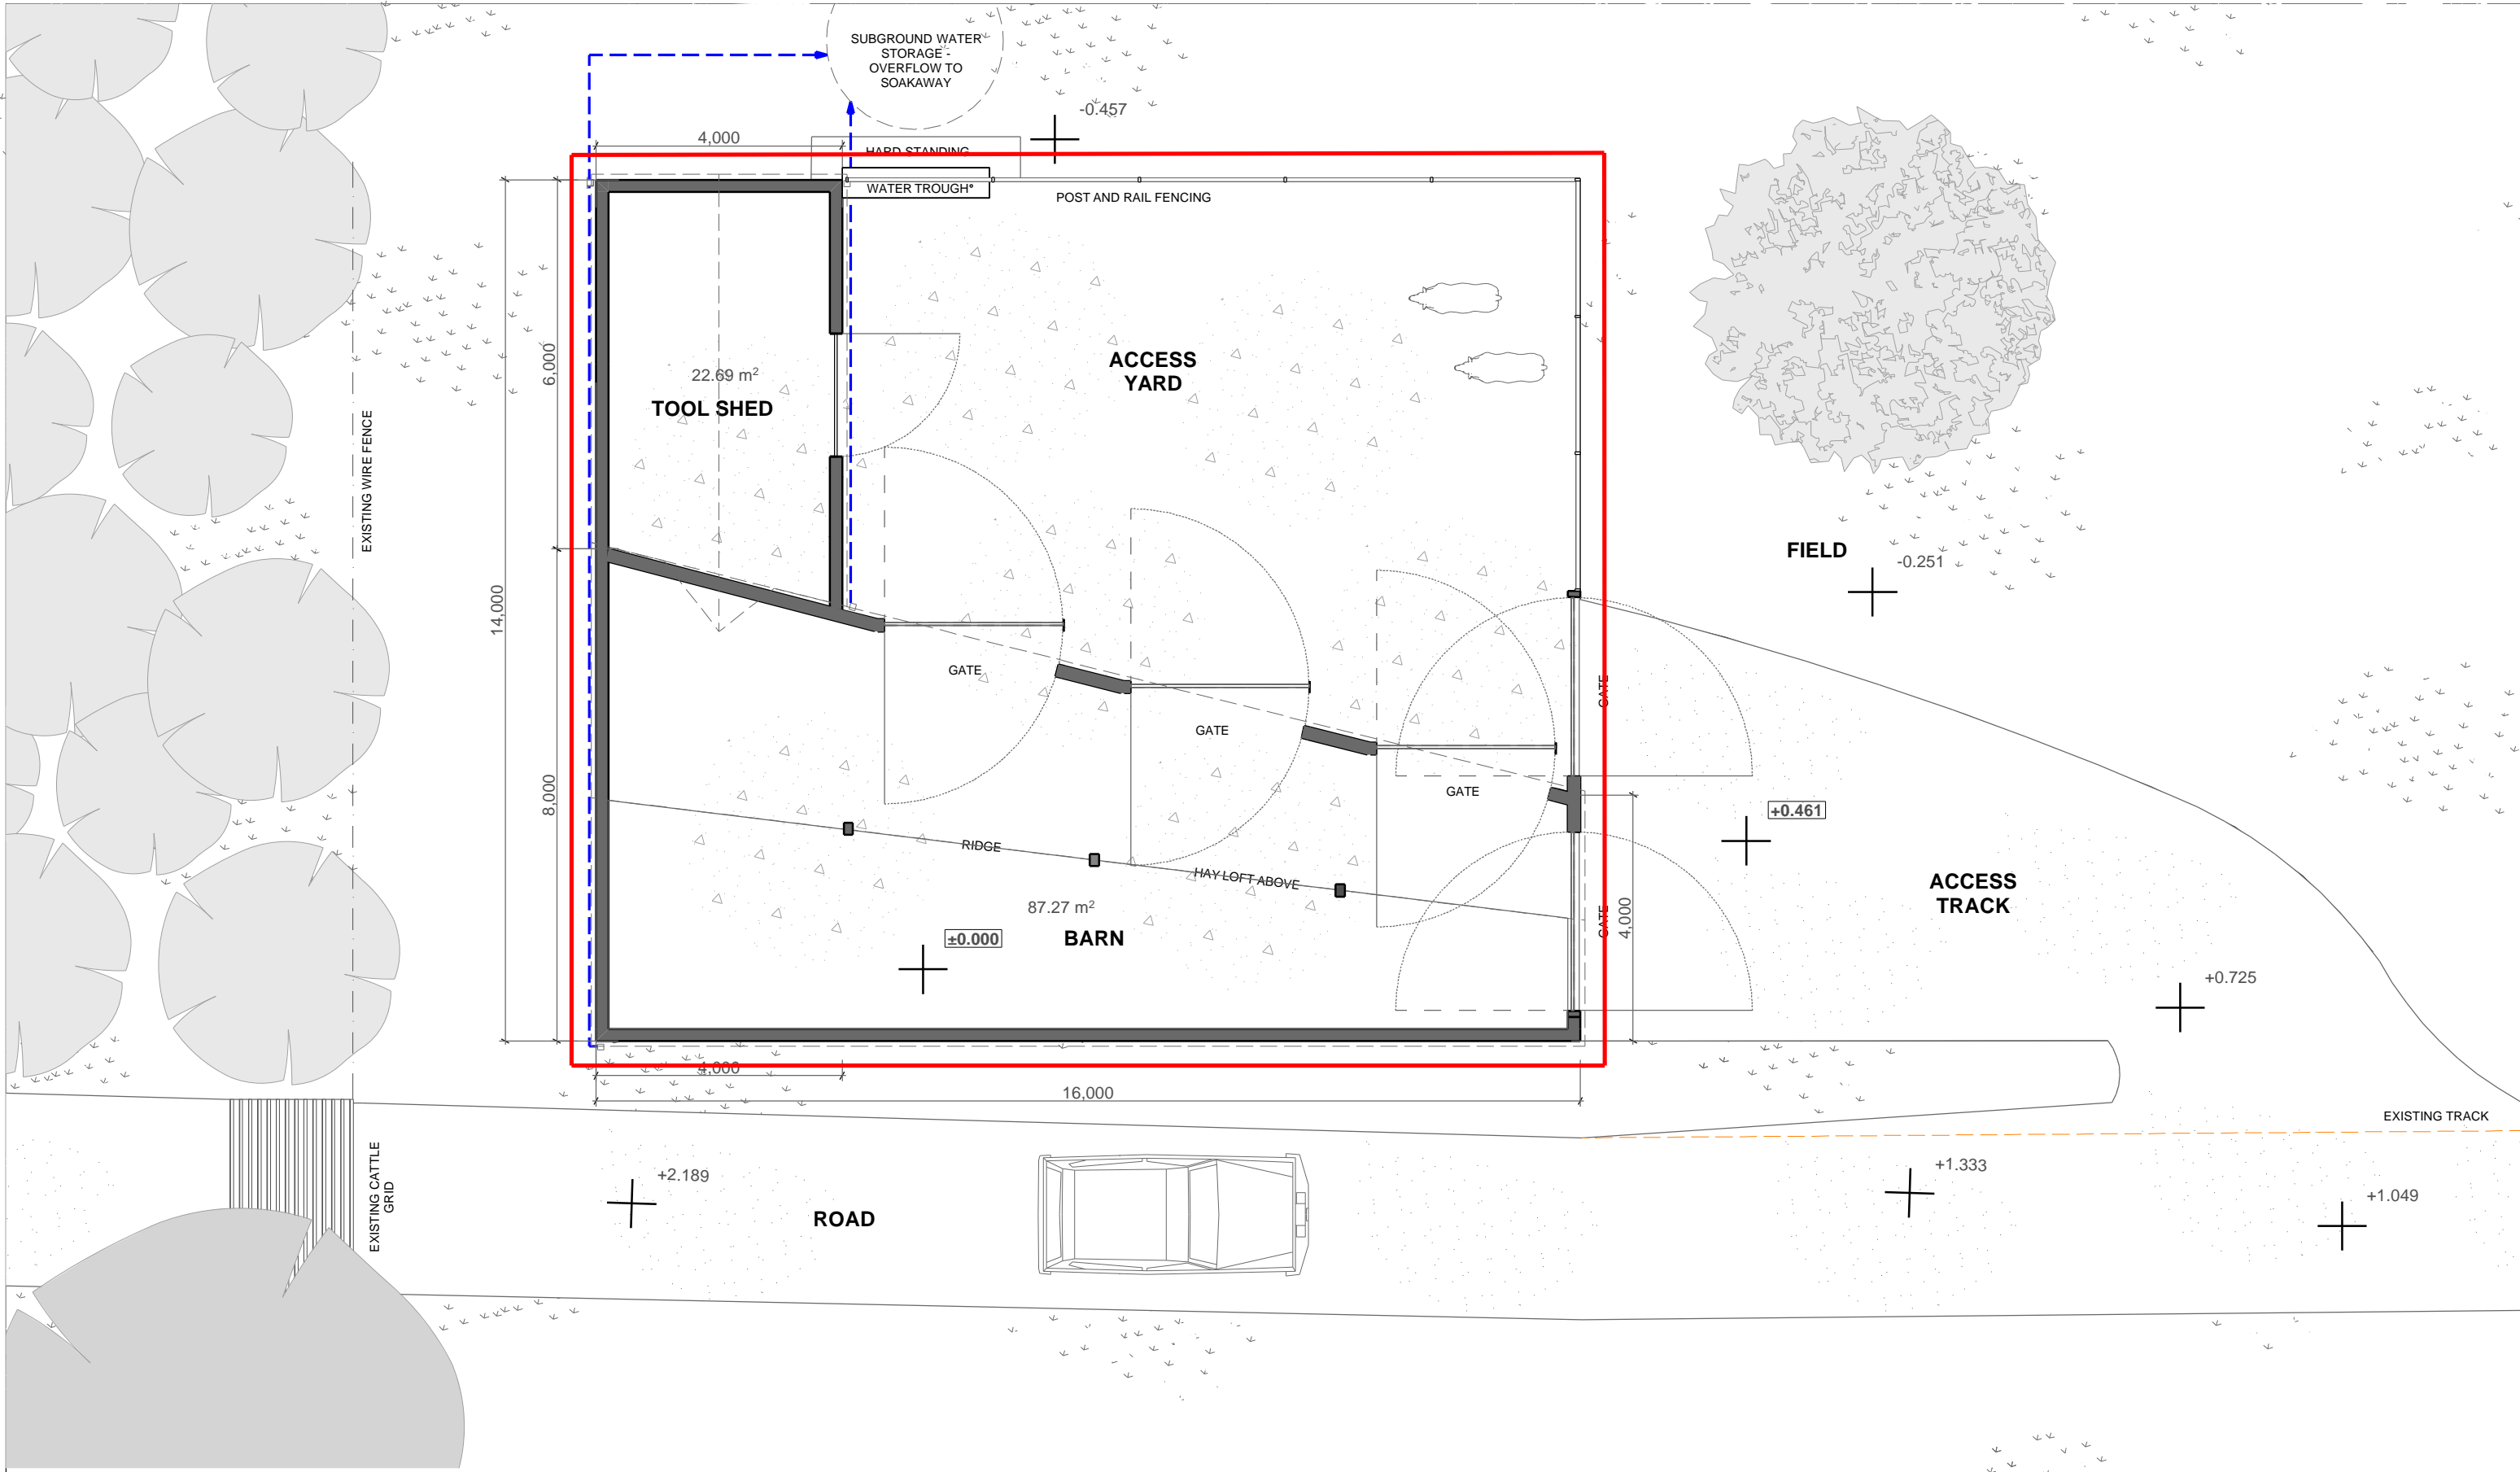 SUBGROUND WATER
STORAGE -
OVERFLOW TO
SOAKAWAY
-0.457
4,000
HARD STANDING
WATER TROUGH*
POST AND RAIL FENCING
ACCESS
YARD
22.69 m²
TOOL SHED
6,000
EXISTING WIRE FENCE
14,000
FIELD
-0.251
GATE
GATE
GATE
GATE
8,000
+0.461
RIDGE
HAY LOFT ABOVE
ACCESS
TRACK
87.27 m²
BARN
±0.000
GATE
4,000
+0.725
4,000
16,000
EXISTING TRACK
EXISTING CATTLE
GRID
+2.189
ROAD
+1.333
+1.049